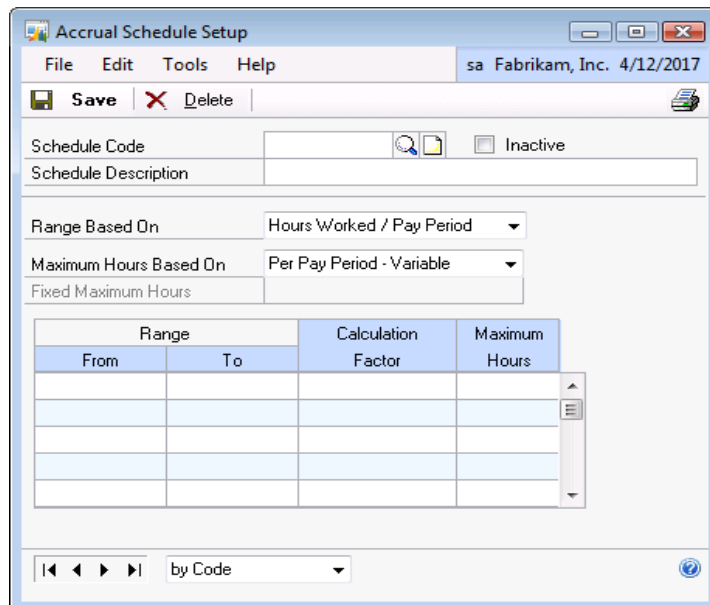 Accrual Schedule Setup
File Edit Tools Help sa Fabrikam, Inc. 4/12/2017
Save Delete
Schedule Code Inactive
Schedule Description
Range Based On Hours Worked / Pay Period
Maximum Hours Based On Per Pay Period - Variable
Fixed Maximum Hours
Range Calculation Maximum
From To Factor Hours
by Code